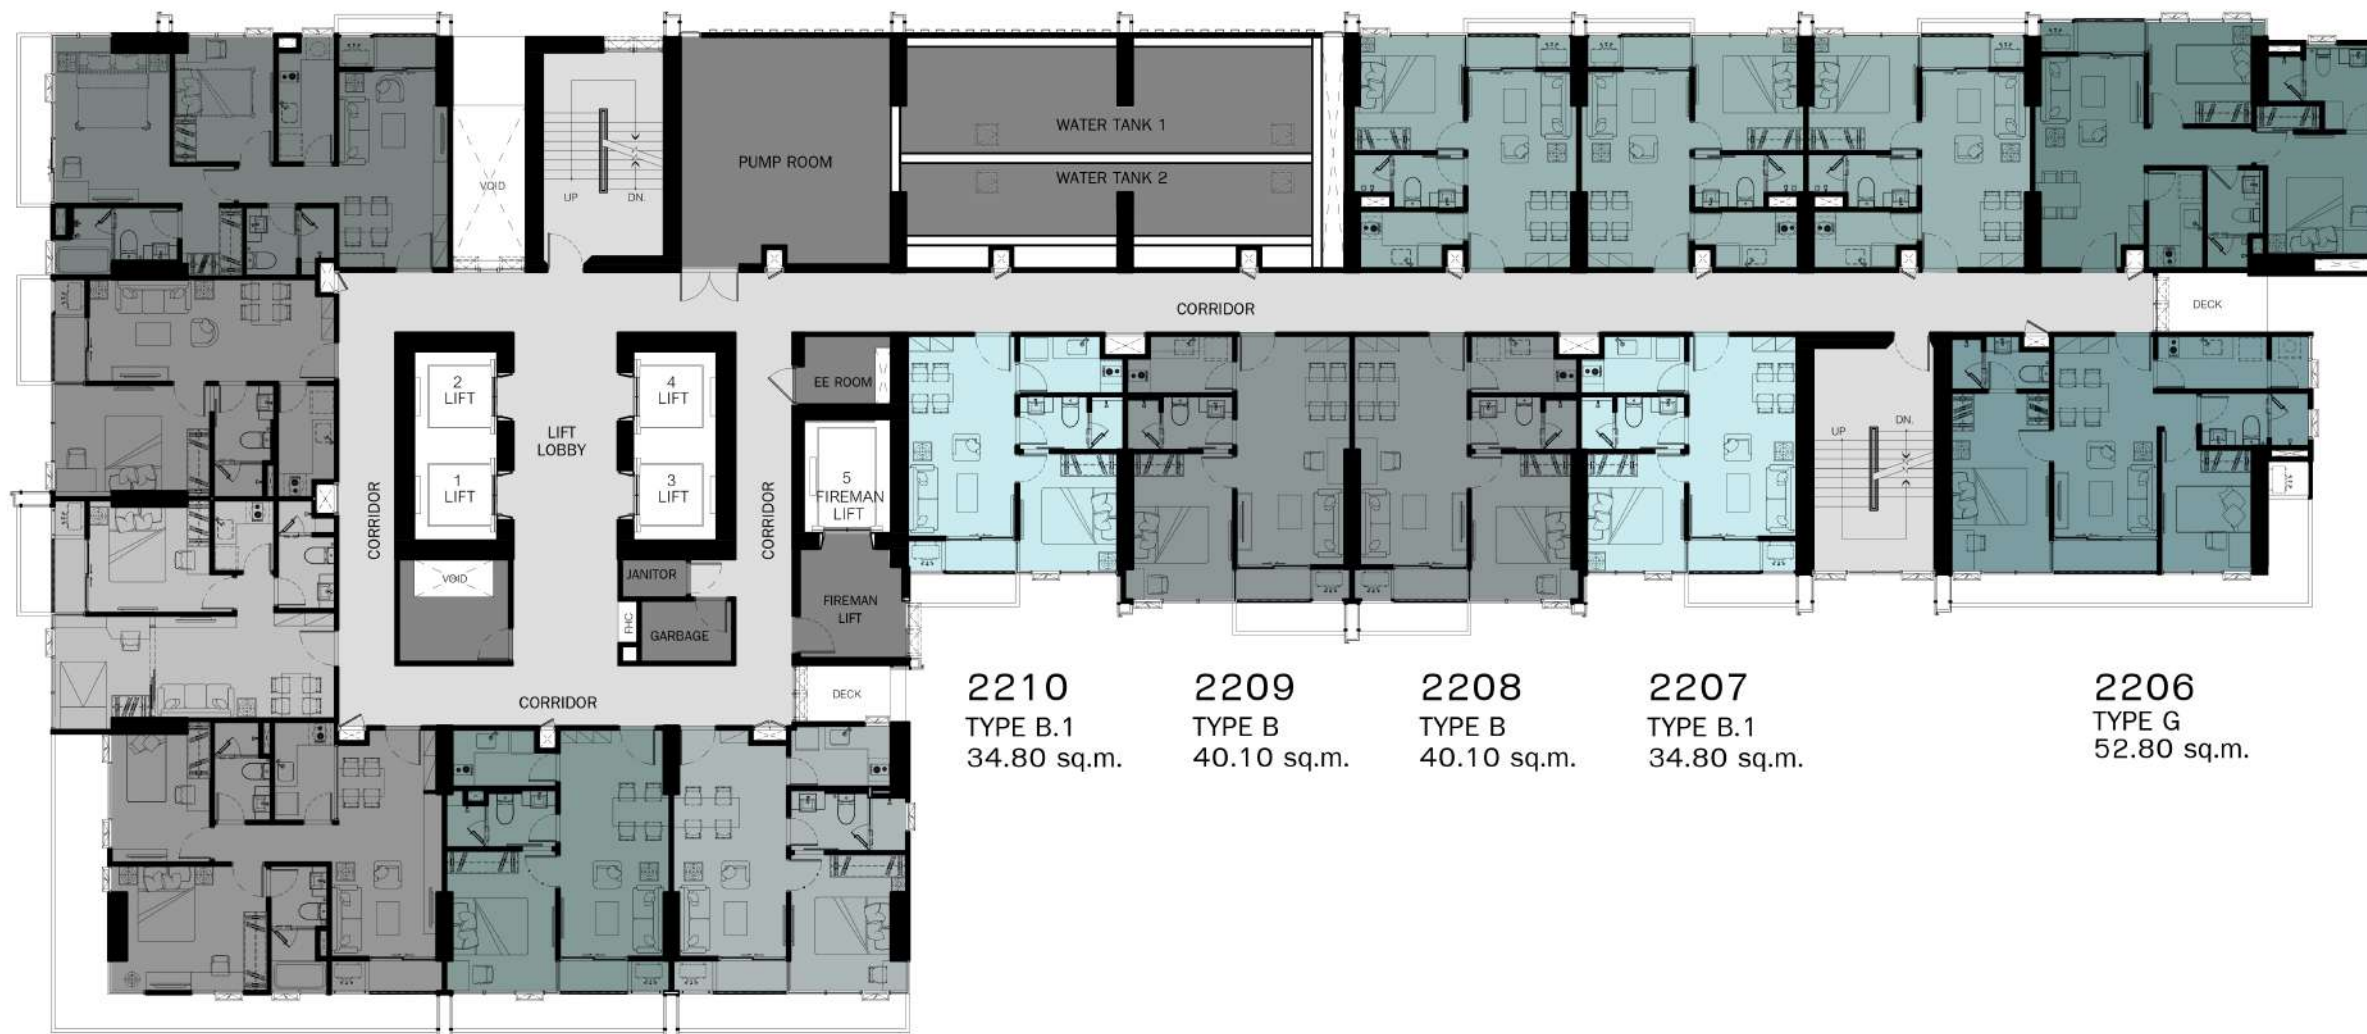 WATER TANK 1
PUMP ROOM
WATER TANK 2
VOID
UP
DN.
CORRIDOR
DECK
2
LIFT
4
LIFT
EE ROOM
LIFT
LOBBY
UP
DN.
1
LIFT
3
LIFT
5
FIREMAN
LIFT
CORRIDOR
CORRIDOR
VOID
JANITOR
FIREMAN
LIFT
FHC
GARBAGE
DECK
CORRIDOR
2210
TYPE B.1
34.80 sq.m.
2209
TYPE B
40.10 sq.m.
2208
TYPE B
40.10 sq.m.
2207
TYPE B.1
34.80 sq.m.
2206
TYPE G
52.80 sq.m.